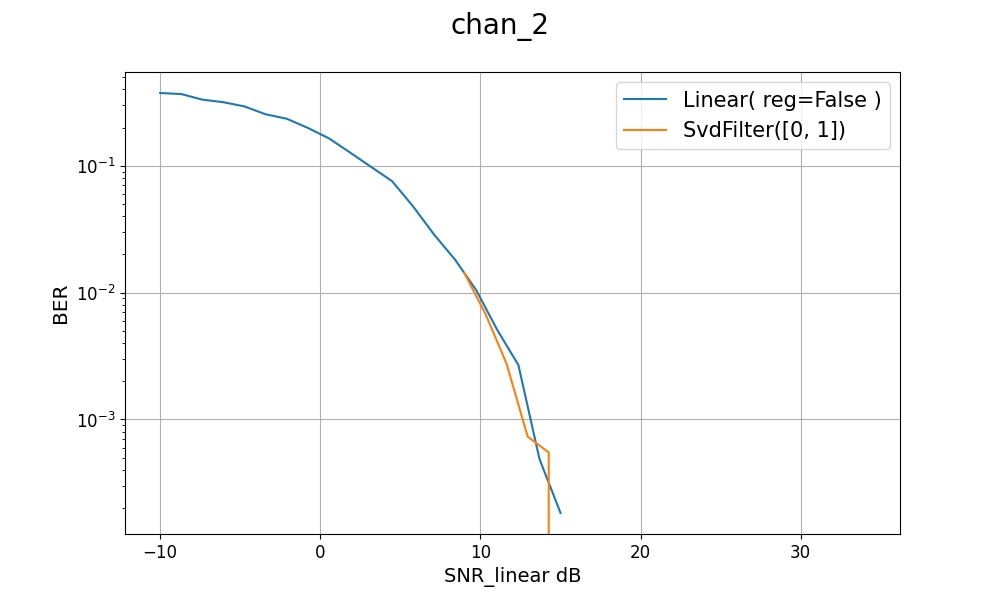 chan_2
Linear( reg=False )
SvdFilter([0, 1])
10⁻¹
10⁻²
10⁻³
BER
−10
0
10
20
30
SNR_linear dB